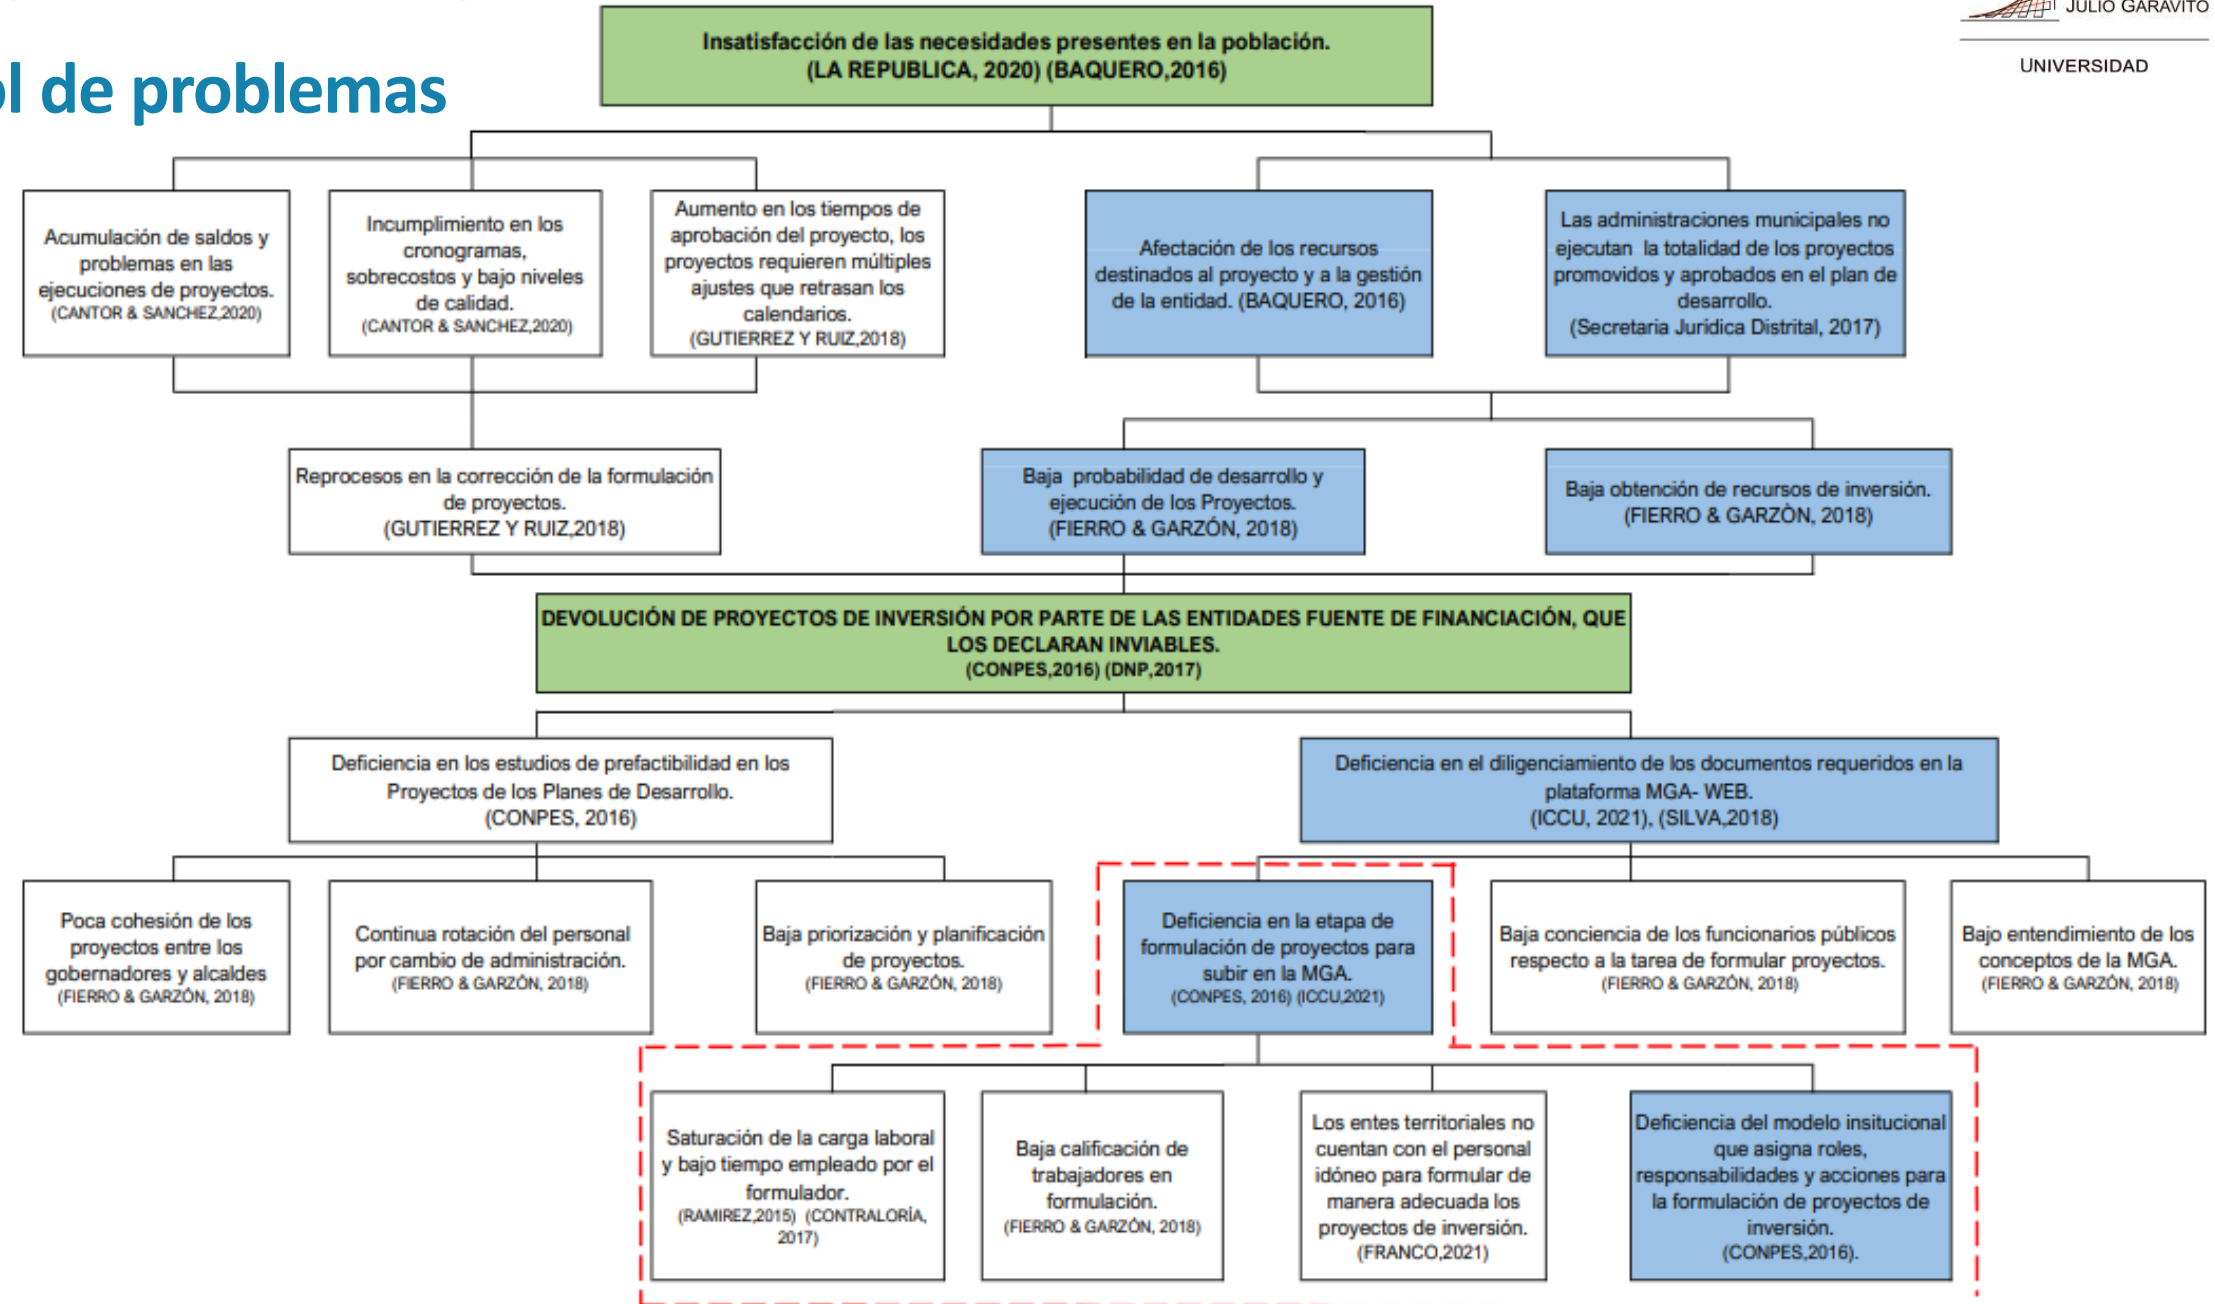 JULIO GARAVITO
UNIVERSIDAD
ol de problemas
Insatisfacción de las necesidades presentes en la población.
(LA REPUBLICA, 2020) (BAQUERO,2016)
Acumulación de saldos y
problemas en las
ejecuciones de proyectos.
(CANTOR & SANCHEZ,2020)
Incumplimiento en los
cronogramas,
sobrecostos y bajo niveles
de calidad.
(CANTOR & SANCHEZ,2020)
Aumento en los tiempos de
aprobación del proyecto, los
proyectos requieren múltiples
ajustes que retrasan los
calendarios.
(GUTIERREZ Y RUIZ,2018)
Afectación de los recursos
destinados al proyecto y a la gestión
de la entidad. (BAQUERO, 2016)
Las administraciones municipales no
ejecutan la totalidad de los proyectos
promovidos y aprobados en el plan de
desarrollo.
(Secretaria Jurídica Distrital, 2017)
Reprocesos en la corrección de la formulación
de proyectos.
(GUTIERREZ Y RUIZ,2018)
Baja probabilidad de desarrollo y
ejecución de los Proyectos.
(FIERRO & GARZÓN, 2018)
Baja obtención de recursos de inversión.
(FIERRO & GARZÒN, 2018)
DEVOLUCIÓN DE PROYECTOS DE INVERSIÓN POR PARTE DE LAS ENTIDADES FUENTE DE FINANCIACIÓN, QUE
LOS DECLARAN INVIABLES.
(CONPES,2016) (DNP,2017)
Deficiencia en los estudios de prefactibilidad en los
Proyectos de los Planes de Desarrollo.
(CONPES, 2016)
Deficiencia en el diligenciamiento de los documentos requeridos en la
plataforma MGA- WEB.
(ICCU, 2021), (SILVA,2018)
Poca cohesión de los
proyectos entre los
gobernadores y alcaldes
(FIERRO & GARZÓN, 2018)
Continua rotación del personal
por cambio de administración.
(FIERRO & GARZÓN, 2018)
Baja priorización y planificación
de proyectos.
(FIERRO & GARZÓN, 2018)
Deficiencia en la etapa de
formulación de proyectos para
subir en la MGA.
(CONPES, 2016) (ICCU,2021)
Baja conciencia de los funcionarios públicos
respecto a la tarea de formular proyectos.
(FIERRO & GARZÓN, 2018)
Bajo entendimiento de los
conceptos de la MGA.
(FIERRO & GARZÓN, 2018)
Saturación de la carga laboral
y bajo tiempo empleado por el
formulador.
(RAMIREZ,2015) (CONTRALORÍA,
2017)
Baja calificación de
trabajadores en
formulación.
(FIERRO & GARZÓN, 2018)
Los entes territoriales no
cuentan con el personal
idóneo para formular de
manera adecuada los
proyectos de inversión.
(FRANCO,2021)
Deficiencia del modelo insitucional
que asigna roles,
responsabilidades y acciones para
la formulación de proyectos de
inversión.
(CONPES,2016).